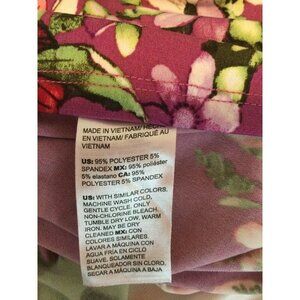 MADE IN VIETNAM/
EN VIETNAM/FABRIQUÉ AU
VIETNAM
US: 95% POLYESTER 5%
SPANDEX MX: 95% poliéster
5% elastano CA: 95%
POLYESTER 5% SPANDEX
US: WITH SIMILAR COLORS,
MACHINE WASH COLD,
GENTLE CYCLE. ONLY
NON-CHLORINE BLEACH.
TUMBLE DRY LOW, WARM
IRON. MAY BE DRY
CLEANED MX: CON
COLORES SIMILARES.
LAVAR A MÁQUINA CON
AGUA FRÍA EN CICLO
SUAVE. SOLAMENTE
BLANQUEADOR SIN CLORO.
SECAR A MÁQUINA A BAJA